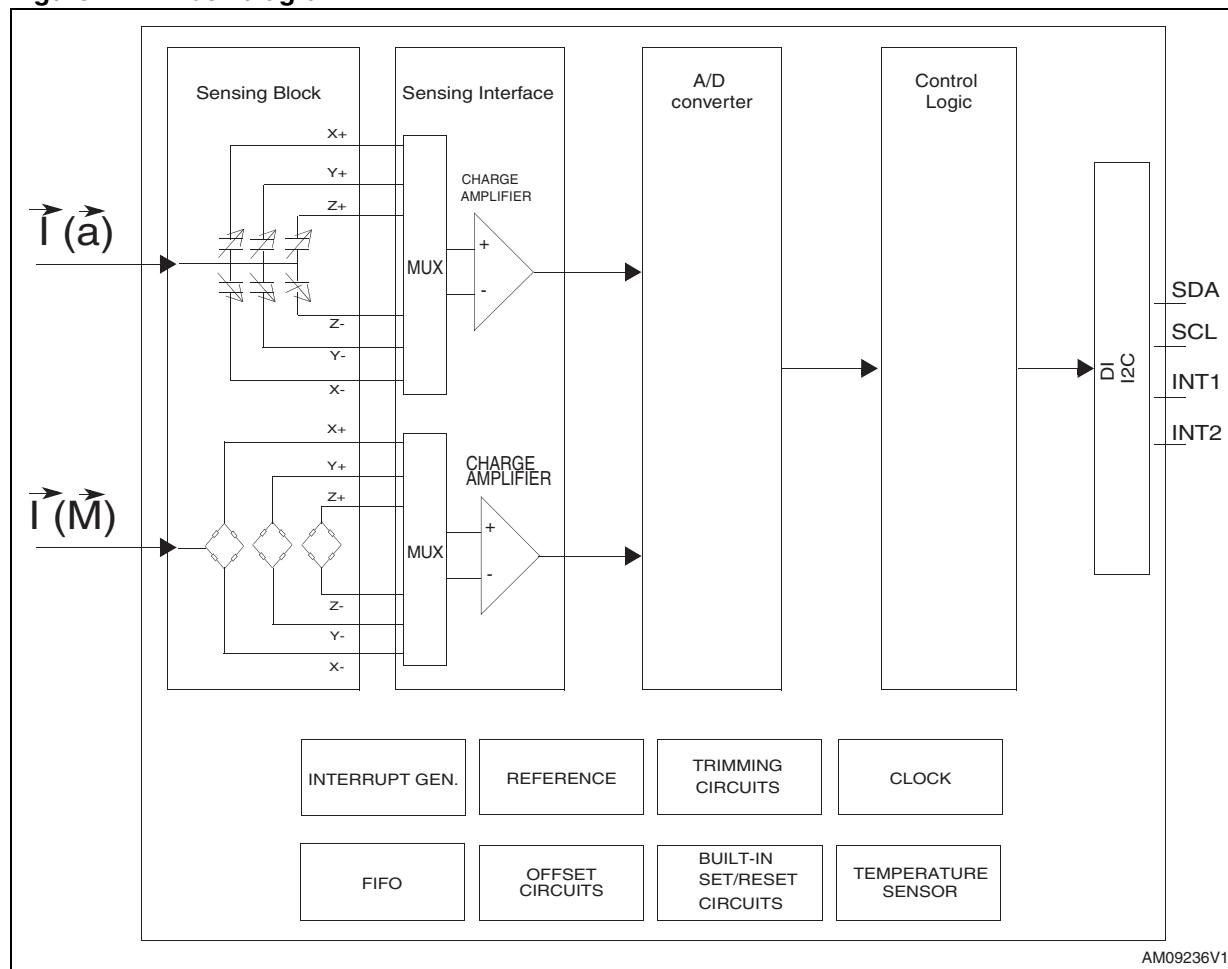 Sensing Block
Sensing Interface
A/D
converter
Control
Logic
X+
Y+
Z+
CHARGE
AMPLIFIER
I (a)
+
MUX
-
Z-
Y-
X-
DI
I2C
SDA
SCL
INT1
INT2
X+
Y+
Z+
CHARGE
AMPLIFIER
I (M)
+
MUX
-
Z-
Y-
X-
INTERRUPT GEN.
REFERENCE
TRIMMING
CIRCUITS
CLOCK
FIFO
OFFSET
CIRCUITS
BUILT-IN
SET/RESET
CIRCUITS
TEMPERATURE
SENSOR
AM09236V1